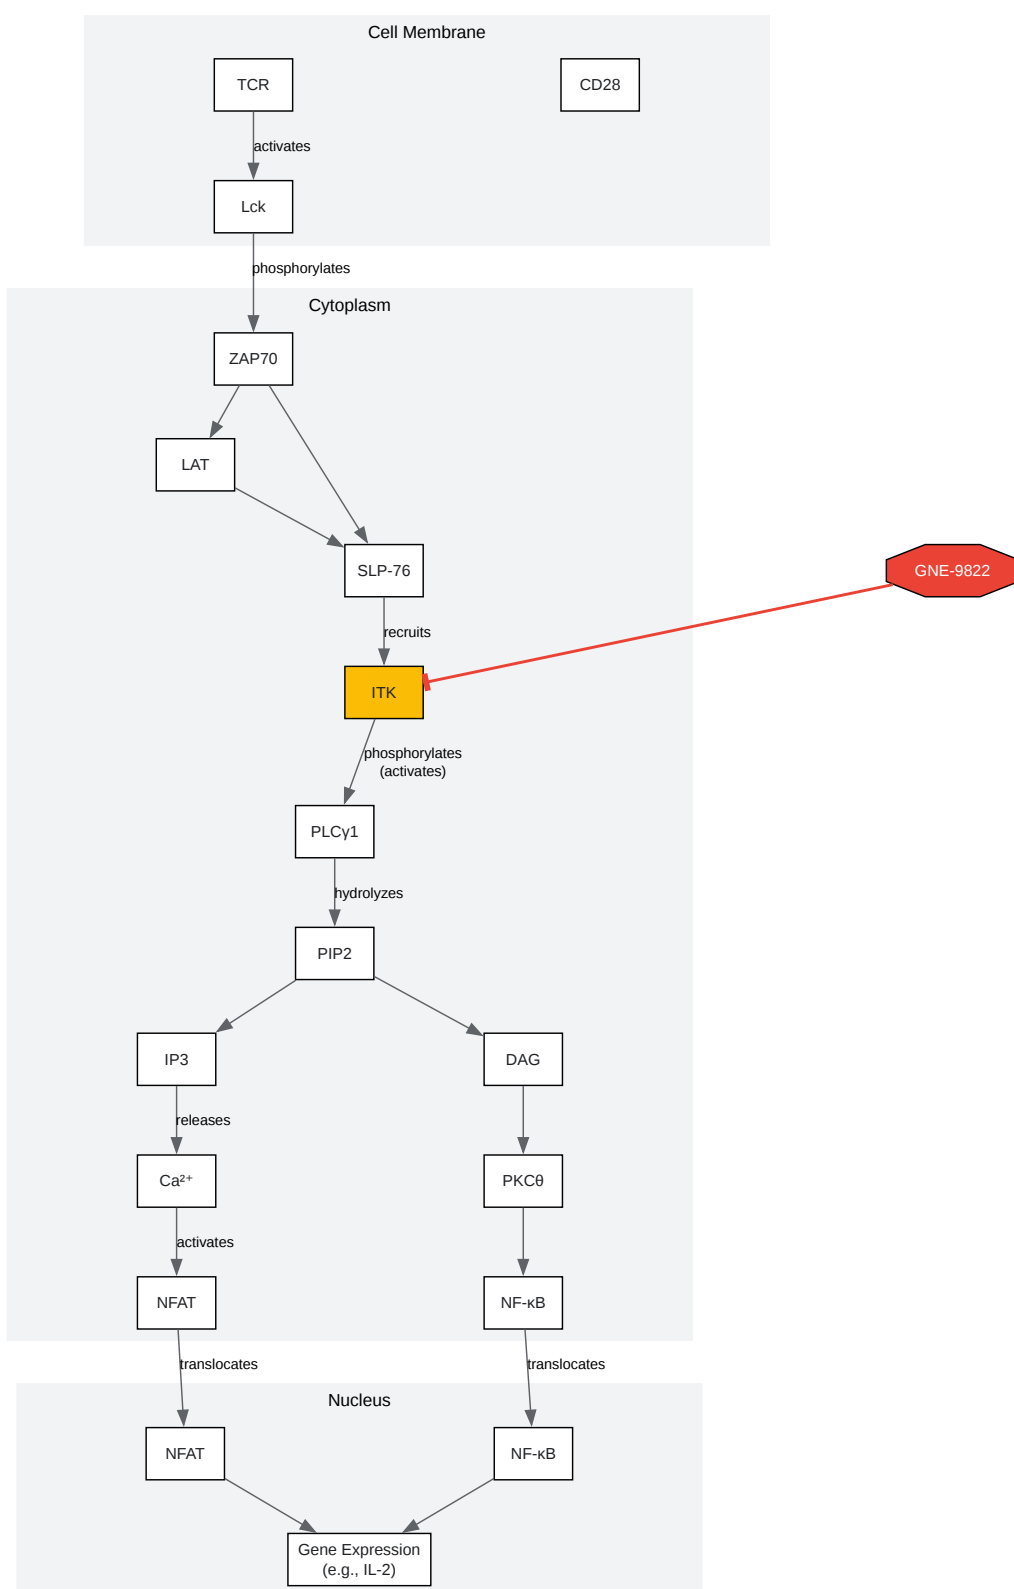 Cell Membrane
TCR
CD28
activates
Lck
phosphorylates
Cytoplasm
ZAP70
LAT
SLP-76
GNE-9822
recruits
ITK
phosphorylates
(activates)
PLCγ1
hydrolyzes
PIP2
IP3
DAG
releases
Ca²⁺
PKCθ
activates
NFAT
NF-κB
translocates
translocates
Nucleus
NFAT
NF-κB
Gene Expression
(e.g., IL-2)